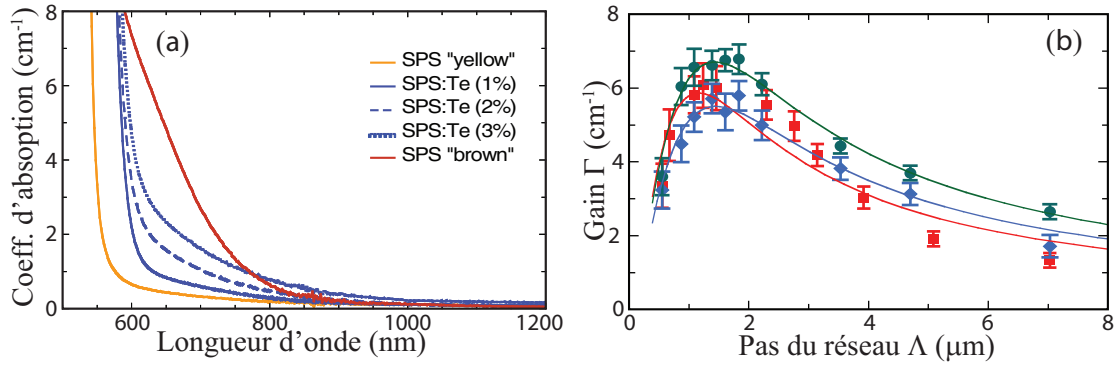 (a)
Coeff. d'absoption (cm⁻¹)
8
6
4
2
0
600
800
1000
1200
Longueur d'onde (nm)
SPS "yellow"
SPS:Te (1%)
SPS:Te (2%)
SPS:Te (3%)
SPS "brown"
(b)
Gain Γ (cm⁻¹)
8
6
4
2
0
0
2
4
6
8
Pas du réseau Λ (μm)